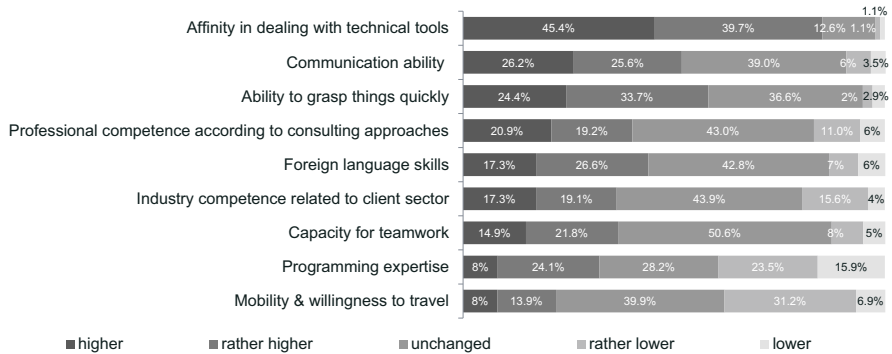 1.1%
Affinity in dealing with technical tools 45.4% 39.7% 12.6% 1.1%
Communication ability 26.2% 25.6% 39.0% 6% 3.5%
Ability to grasp things quickly 24.4% 33.7% 36.6% 2% 2.9%
Professional competence according to consulting approaches 20.9% 19.2% 43.0% 11.0% 6%
Foreign language skills 17.3% 26.6% 42.8% 7% 6%
Industry competence related to client sector 17.3% 19.1% 43.9% 15.6% 4%
Capacity for teamwork 14.9% 21.8% 50.6% 8% 5%
Programming expertise 8% 24.1% 28.2% 23.5% 15.9%
Mobility & willingness to travel 8% 13.9% 39.9% 31.2% 6.9%
higher rather higher unchanged rather lower lower